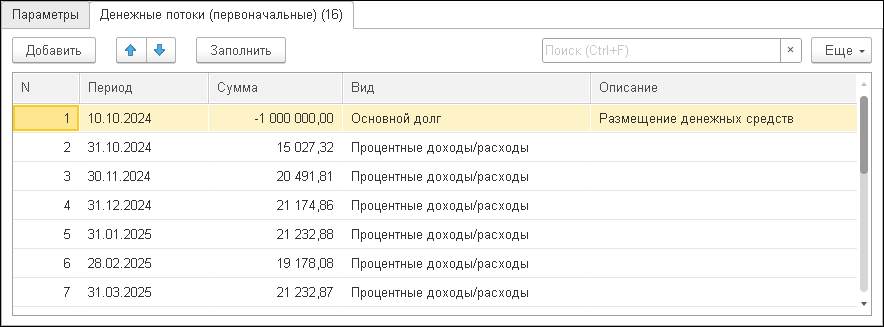 Параметры Денежные потоки (первоначальные) (16)
Добавить Заполнить Поиск (Ctrl+F) × Еще
N Период Сумма Вид Описание
1 10.10.2024 -1 000 000,00 Основной долг Размещение денежных средств
2 31.10.2024 15 027,32 Процентные доходы/расходы
3 30.11.2024 20 491,81 Процентные доходы/расходы
4 31.12.2024 21 174,86 Процентные доходы/расходы
5 31.01.2025 21 232,88 Процентные доходы/расходы
6 28.02.2025 19 178,08 Процентные доходы/расходы
7 31.03.2025 21 232,87 Процентные доходы/расходы